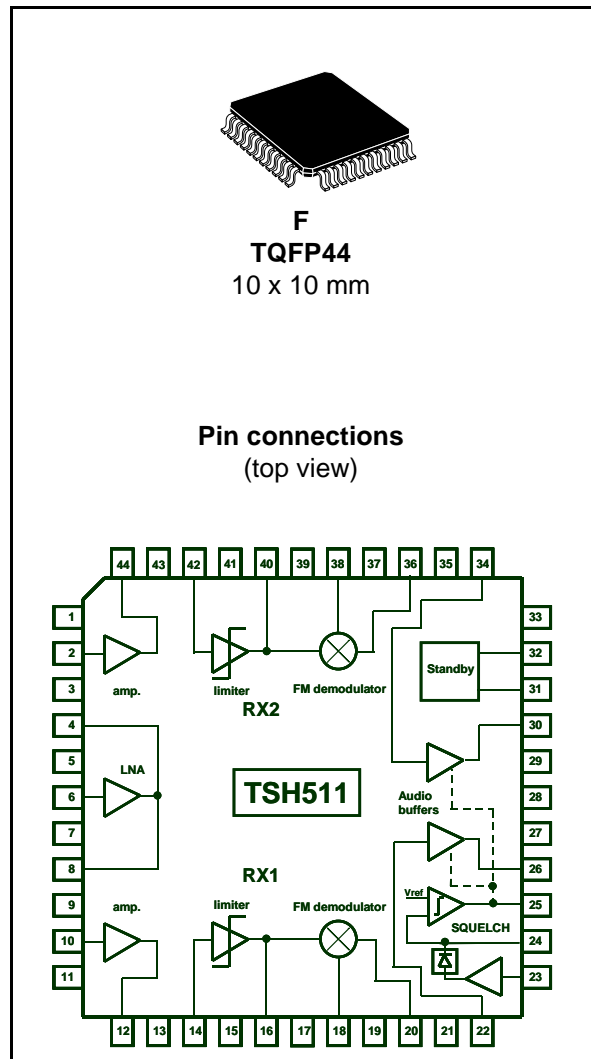 F
TQFP44
10 x 10 mm
Pin connections
(top view)
44 43 42 41 40 39 38 37 36 35 34
1 33
2 32
Standby
3 31
amp. limiter FM demodulator
RX2
4 30
5 29
LNA
6 28
TSH511
Audio
buffers
7 27
8 26
RX1
9 25
amp. limiter FM demodulator
Vref
SQUELCH
10 24
11 23
12 13 14 15 16 17 18 19 20 21 22